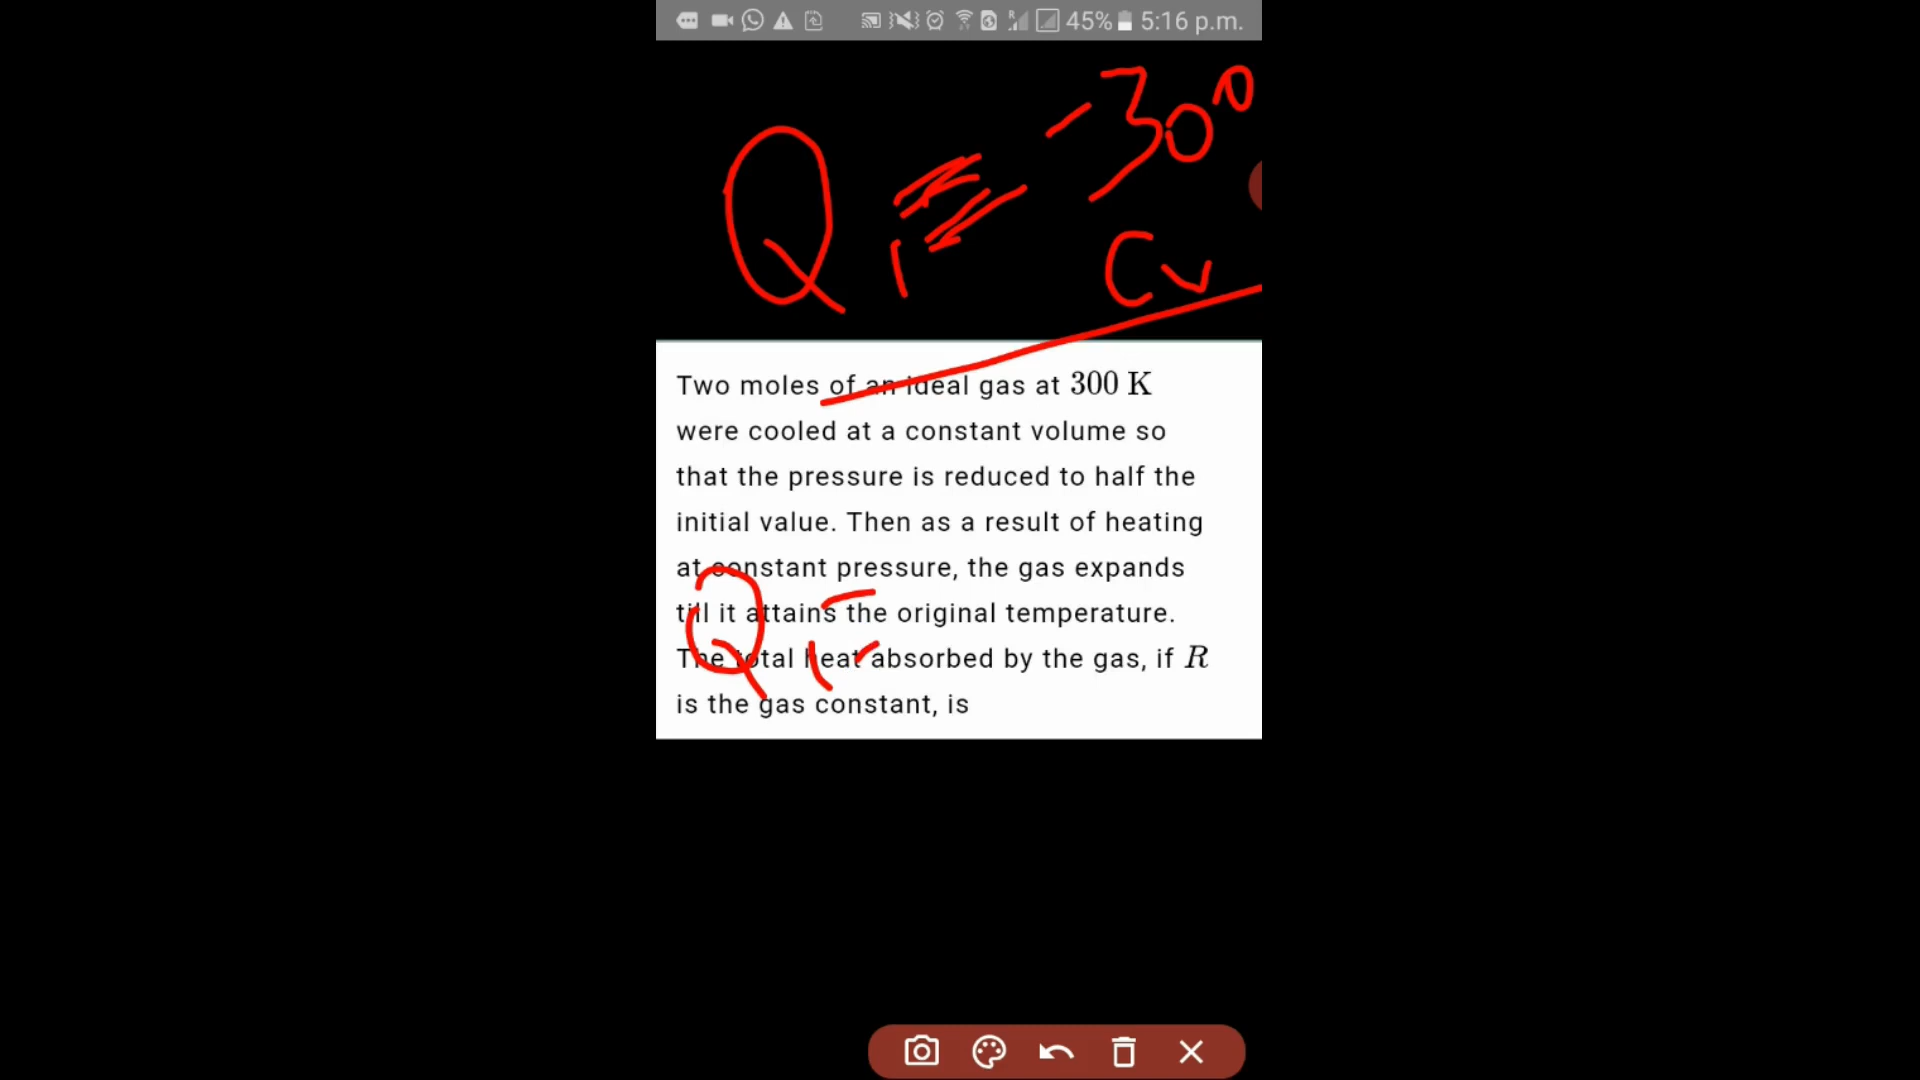 45% 5:16 p.m.
Q₁ = -300
Cv
Two moles of an ideal gas at 300 K
were cooled at a constant volume so
that the pressure is reduced to half the
initial value. Then as a result of heating
at constant pressure, the gas expands
till it attains the original temperature.
The total heat absorbed by the gas, if R
is the gas constant, is
Q₁ =